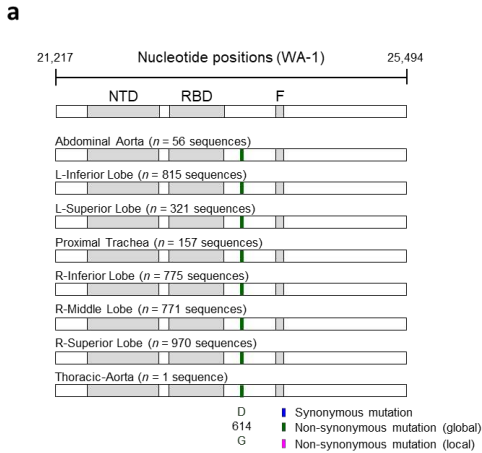 a
21,217 Nucleotide positions (WA-1) 25,494
NTD RBD F
Abdominal Aorta (n = 56 sequences)
L-Inferior Lobe (n = 815 sequences)
L-Superior Lobe (n = 321 sequences)
Proximal Trachea (n = 157 sequences)
R-Inferior Lobe (n = 775 sequences)
R-Middle Lobe (n = 771 sequences)
R-Superior Lobe (n = 970 sequences)
Thoracic-Aorta (n = 1 sequence)
D Synonymous mutation
614 Non-synonymous mutation (global)
G Non-synonymous mutation (local)